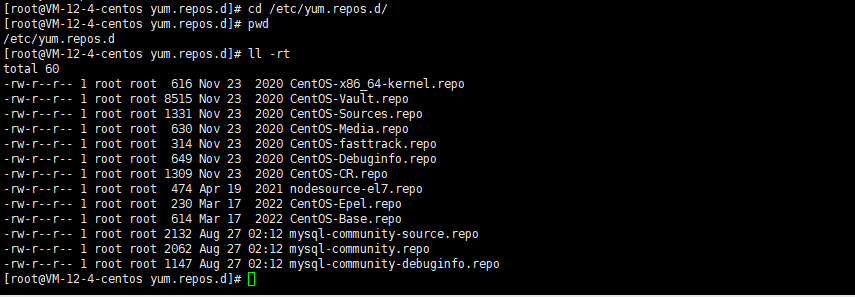 [root@VM-12-4-centos yum.repos.d]# cd /etc/yum.repos.d/
[root@VM-12-4-centos yum.repos.d]# pwd
/etc/yum.repos.d
[root@VM-12-4-centos yum.repos.d]# ll -rt
total 60
-rw-r--r-- 1 root root  616 Nov 23  2020 CentOS-x86_64-kernel.repo
-rw-r--r-- 1 root root 8515 Nov 23  2020 CentOS-Vault.repo
-rw-r--r-- 1 root root 1331 Nov 23  2020 CentOS-Sources.repo
-rw-r--r-- 1 root root  630 Nov 23  2020 CentOS-Media.repo
-rw-r--r-- 1 root root  314 Nov 23  2020 CentOS-fasttrack.repo
-rw-r--r-- 1 root root  649 Nov 23  2020 CentOS-Debuginfo.repo
-rw-r--r-- 1 root root 1309 Nov 23  2020 CentOS-CR.repo
-rw-r--r-- 1 root root  474 Apr 19  2021 nodesource-el7.repo
-rw-r--r-- 1 root root  230 Mar 17  2022 CentOS-Epel.repo
-rw-r--r-- 1 root root  614 Mar 17  2022 CentOS-Base.repo
-rw-r--r-- 1 root root 2132 Aug 27 02:12 mysql-community-source.repo
-rw-r--r-- 1 root root 2062 Aug 27 02:12 mysql-community.repo
-rw-r--r-- 1 root root 1147 Aug 27 02:12 mysql-community-debuginfo.repo
[root@VM-12-4-centos yum.repos.d]#